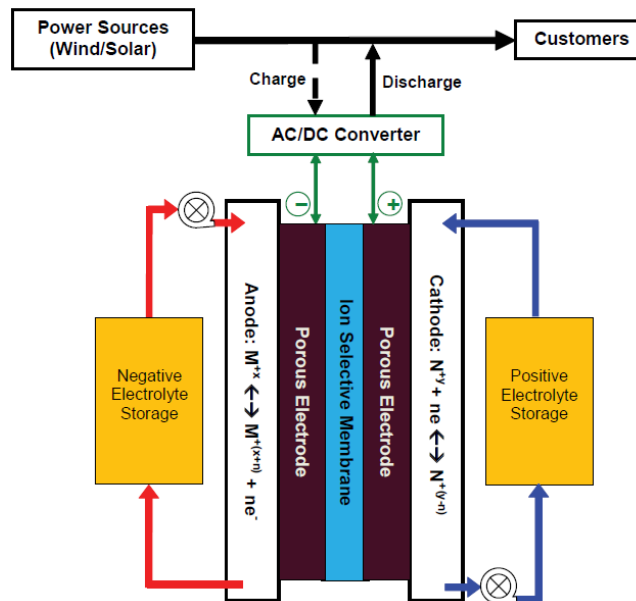 Power Sources
(Wind/Solar)
Customers
Charge
Discharge
AC/DC Converter
−
+
Negative
Electrolyte
Storage
Anode: M⁺ˣ ←→ M⁺⁽ˣ⁺ⁿ⁾ + ne⁻
Porous Electrode
Ion Selective Membrane
Porous Electrode
Cathode: N⁺ʸ + ne ←→ N⁺⁽ʸ⁻ⁿ⁾
Positive
Electrolyte
Storage